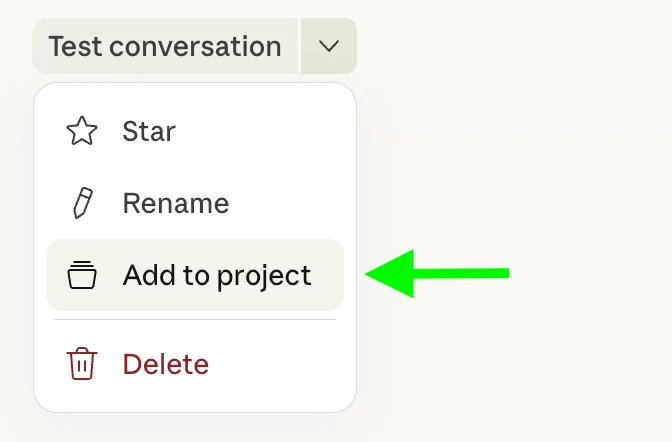 Test conversation
Star
Rename
Add to project
Delete